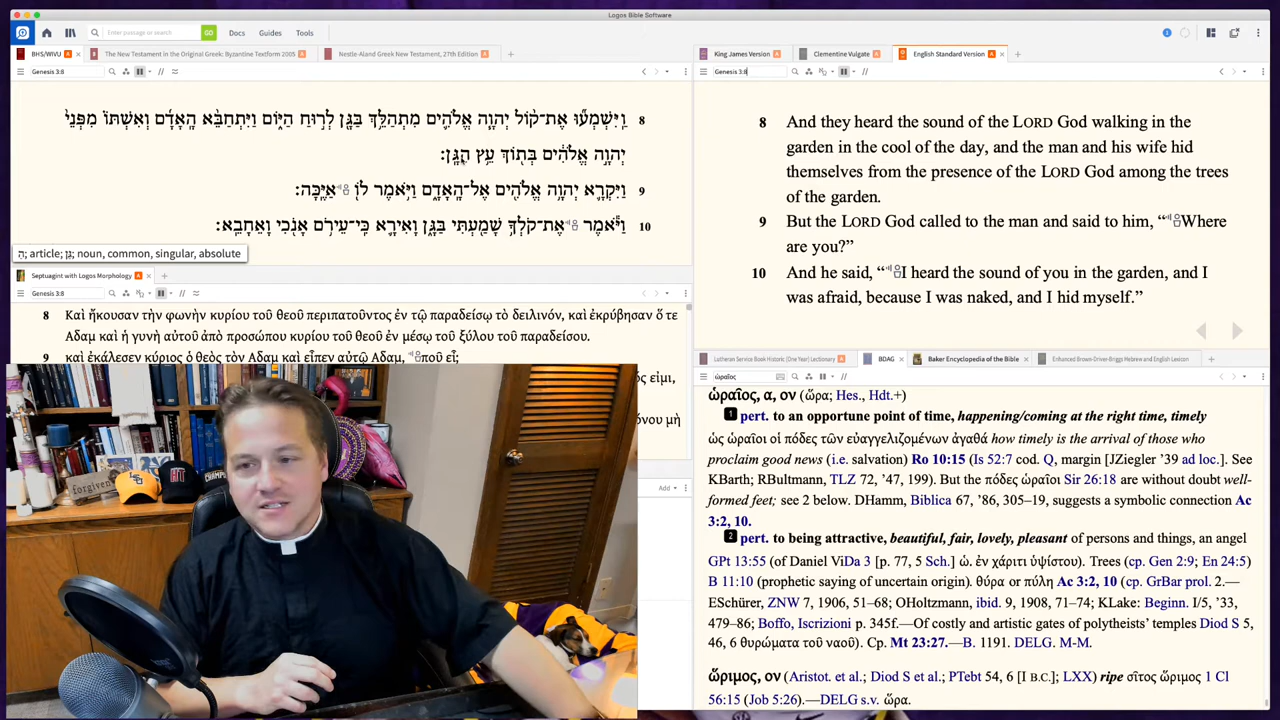 Logos Bible Software
Enter passage or search
GO
Docs
Guides
Tools
BHS/WIVU A
The New Testament in the Original Greek: Byzantine Textform 2005 A
Nestle-Aland Greek New Testament, 27th Edition A
Genesis 3:8
8 וַֽיִּשְׁמְע֞וּ אֶת־ק֨וֹל יְהוָ֧ה אֱלֹהִ֛ים מִתְהַלֵּ֥ךְ בַּגָּ֖ן לְר֣וּחַ הַיּ֑וֹם וַיִּתְחַבֵּ֨א הָֽאָדָ֜ם וְאִשְׁתּ֗וֹ מִפְּנֵי֙
יְהוָ֣ה אֱלֹהִ֔ים בְּת֖וֹךְ עֵ֥ץ הַגָּֽן׃
9 וַיִּקְרָ֛א יְהוָ֥ה אֱלֹהִ֖ים אֶל־הָֽאָדָ֑ם וַיֹּ֥אמֶר ל֖וֹ אַיֶּֽכָּה׃
10 וַיֹּ֕אמֶר אֶת־קֹלְךָ֥ שָׁמַ֖עְתִּי בַּגָּ֑ן וָאִירָ֛א כִּֽי־עֵירֹ֥ם אָנֹ֖כִי וָאֵחָבֵֽא׃
ה; article; גן; noun, common, singular, absolute
Septuagint with Logos Morphology A
Genesis 3:8
8 Καὶ ἤκουσαν τὴν φωνὴν κυρίου τοῦ θεοῦ περιπατοῦντος ἐν τῷ παραδείσῳ τὸ δειλινόν, καὶ ἐκρύβησαν ὅ τε
Αδαμ καὶ ἡ γυνὴ αὐτοῦ ἀπὸ προσώπου κυρίου τοῦ θεοῦ ἐν μέσῳ τοῦ ξύλου τοῦ παραδείσου.
9 καὶ ἐκάλεσεν κύριος ὁ θεὸς τὸν Αδαμ καὶ εἶπεν αὐτῷ Αδαμ, ποῦ εἶ;
ός εἰμι,
όνου μὴ
Add
Forgiven
King James Version A
Clementine Vulgate A
English Standard Version A
Genesis 3:8
8 And they heard the sound of the LORD God walking in the
garden in the cool of the day, and the man and his wife hid
themselves from the presence of the LORD God among the trees
of the garden.
9 But the LORD God called to the man and said to him, “Where
are you?”
10 And he said, “I heard the sound of you in the garden, and I
was afraid, because I was naked, and I hid myself.”
Lutheran Service Book Historic (One Year) Lectionary A
BDAG
Baker Encyclopedia of the Bible
Enhanced Brown-Driver-Briggs Hebrew and English Lexicon
ὡραῖος
ὡραῖος, α, ον (ὥρα; Hes., Hdt.+)
1 pert. to an opportune point of time, happening/coming at the right time, timely
ὡς ὡραῖοι οἱ πόδες τῶν εὐαγγελιζομένων ἀγαθά how timely is the arrival of those who
proclaim good news (i.e. salvation) Ro 10:15 (Is 52:7 cod. Q, margin [JZiegler ’39 ad loc.]. See
KBarth; RBultmann, TLZ 72, ’47, 199). But the πόδες ὡραῖοι Sir 26:18 are without doubt well-
formed feet; see 2 below. DHamm, Biblica 67, ’86, 305–19, suggests a symbolic connection Ac
3:2, 10.
2 pert. to being attractive, beautiful, fair, lovely, pleasant of persons and things, an angel
GPt 13:55 (of Daniel ViDa 3 [p. 77, 5 Sch.] ὡ. ἐν χάριτι ὑψίστου). Trees (cp. Gen 2:9; En 24:5)
B 11:10 (prophetic saying of uncertain origin). θύρα or πύλη Ac 3:2, 10 (cp. GrBar prol. 2.—
ESchürer, ZNW 7, 1906, 51–68; OHoltzmann, ibid. 9, 1908, 71–74; KLake: Beginn. I/5, ’33,
479–86; Boffo, Iscrizioni p. 345f.—Of costly and artistic gates of polytheists’ temples Diod S 5,
46, 6 θυρώματα τοῦ ναοῦ). Cp. Mt 23:27.—B. 1191. DELG. M-M.
ὥριμος, ον (Aristot. et al.; Diod S et al.; PTebt 54, 6 [I B.C.]; LXX) ripe σῖτος ὥριμος 1 Cl
56:15 (Job 5:26).—DELG s.v. ὥρα.